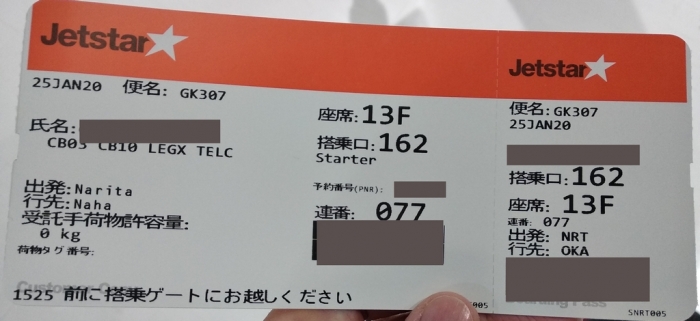 Jetstar
25JAN20 便名: GK307
氏名:
CB05 CB10 LEGX TELC
出発:Narita
行先:Naha
受託手荷物許容量:
0 kg
荷物タグ番号:
1525 前に搭乗ゲートにお越しください
座席:13F
搭乗口:162
Starter
予約番号(PNR):
連番: 077
005
Jetstar
便名:GK307
25JAN20
搭乗口:162
座席: 13F
連番: 077
出発: NRT
行先: OKA
Boarding Pass
SNRT005